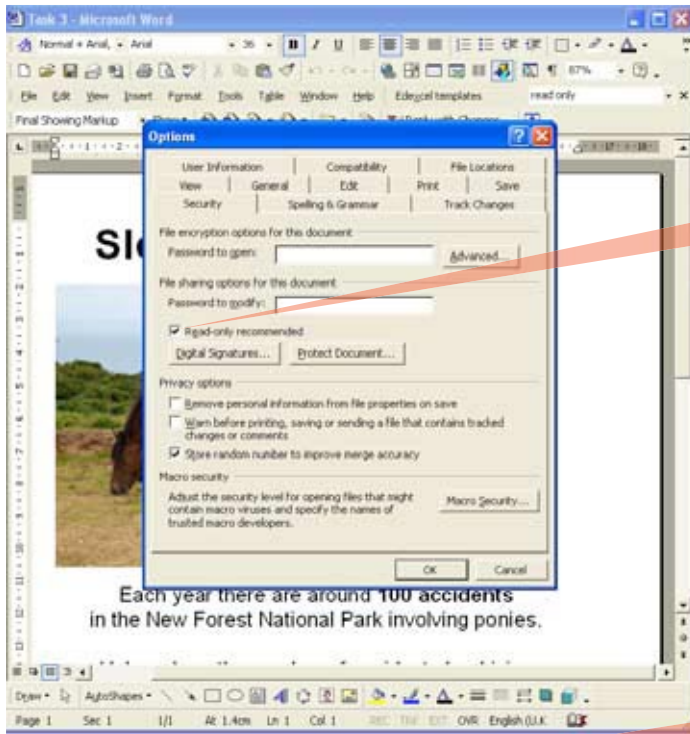 Task 3 - Microsoft Word
Normal + Arial, Arial 36 B I U
87%
File Edit View Insert Format Tools Table Window Help Edexcel templates read only
Final Showing Markup
Options
User Information Compatibility File Locations
View General Edit Print Save
Security Spelling & Grammar Track Changes
File encryption options for this document
Password to open: Advanced...
File sharing options for this document
Password to modify:
Read-only recommended
Digital Signatures... Protect Document...
Privacy options
Remove personal information from file properties on save
Warn before printing, saving or sending a file that contains tracked
changes or comments
Store random number to improve merge accuracy
Macro security
Adjust the security level for opening files that might
contain macro viruses and specify the names of
trusted macro developers.
Macro Security...
OK Cancel
Each year there are around 100 accidents
in the New Forest National Park involving ponies.
Draw AutoShapes
Page 1 Sec 1 1/1 At 1.4cm Ln 1 Col 1 REC TRK EXT OVR English (U.K